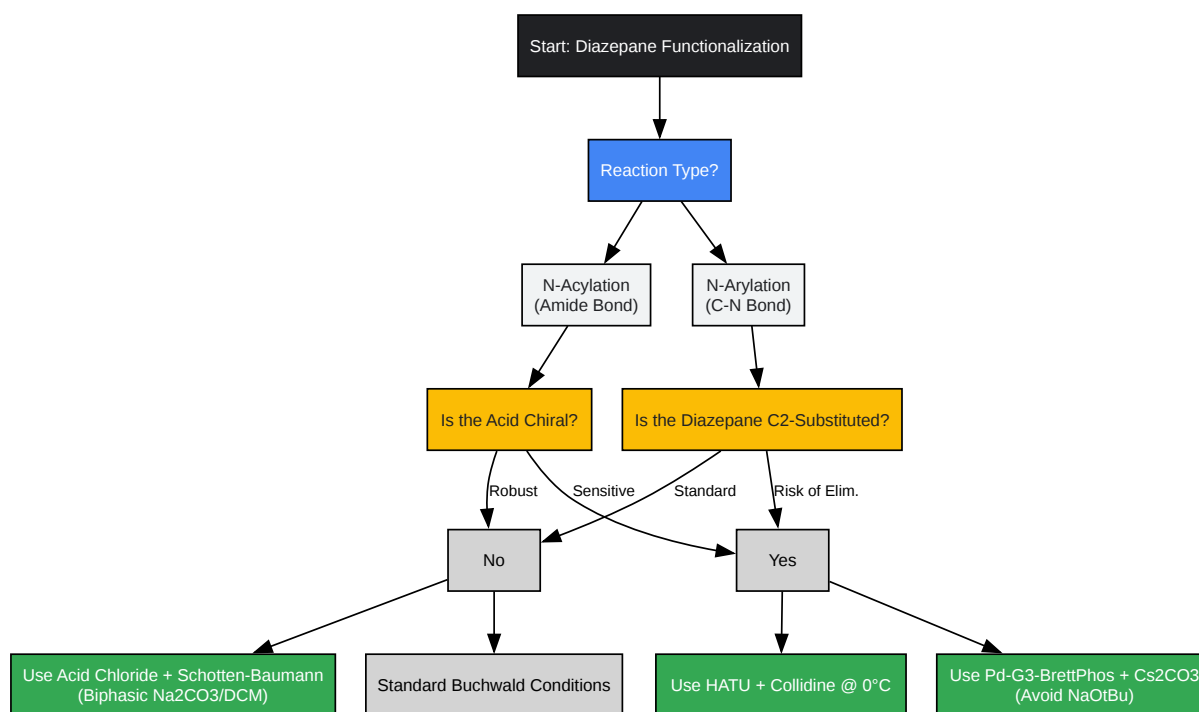 Start: Diazepane Functionalization
Reaction Type?
N-Acylation
(Amide Bond)
N-Arylation
(C-N Bond)
Is the Acid Chiral?
Is the Diazepane C2-Substituted?
Robust
Sensitive
Standard
Risk of Elim.
No
Yes
Use Acid Chloride + Schotten-Baumann
(Biphasic Na2CO3/DCM)
Standard Buchwald Conditions
Use HATU + Collidine @ 0°C
Use Pd-G3-BrettPhos + Cs2CO3
(Avoid NaOtBu)